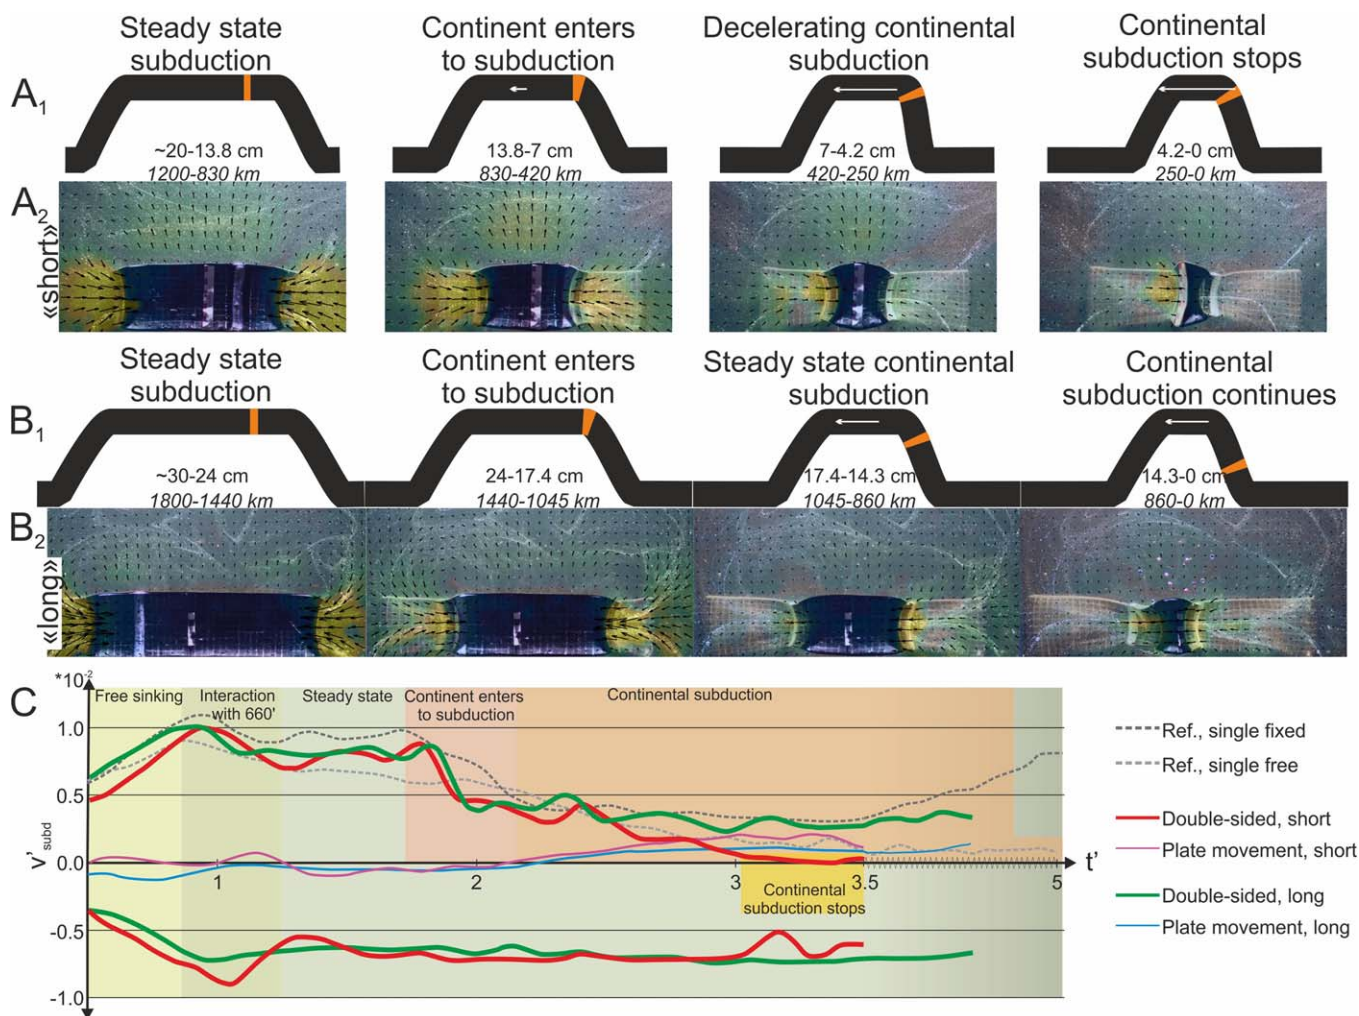 A1
Steady state
subduction
Continent enters
to subduction
Decelerating continental
subduction
Continental
subduction stops
~20-13.8 cm
1200-830 km
13.8-7 cm
830-420 km
7-4.2 cm
420-250 km
4.2-0 cm
250-0 km
A2
«short»
B1
Steady state
subduction
Continent enters
to subduction
Steady state continental
subduction
Continental
subduction continues
~30-24 cm
1800-1440 km
24-17.4 cm
1440-1045 km
17.4-14.3 cm
1045-860 km
14.3-0 cm
860-0 km
B2
«long»
C
*10-2
Free sinking
Interaction
with 660'
Steady state
Continent enters
to subduction
Continental subduction
1.0
0.5
0.0
-0.5
-1.0
v'subd
1
2
3
3.5
5
t'
Continental
subduction stops
Ref., single fixed
Ref., single free
Double-sided, short
Plate movement, short
Double-sided, long
Plate movement, long